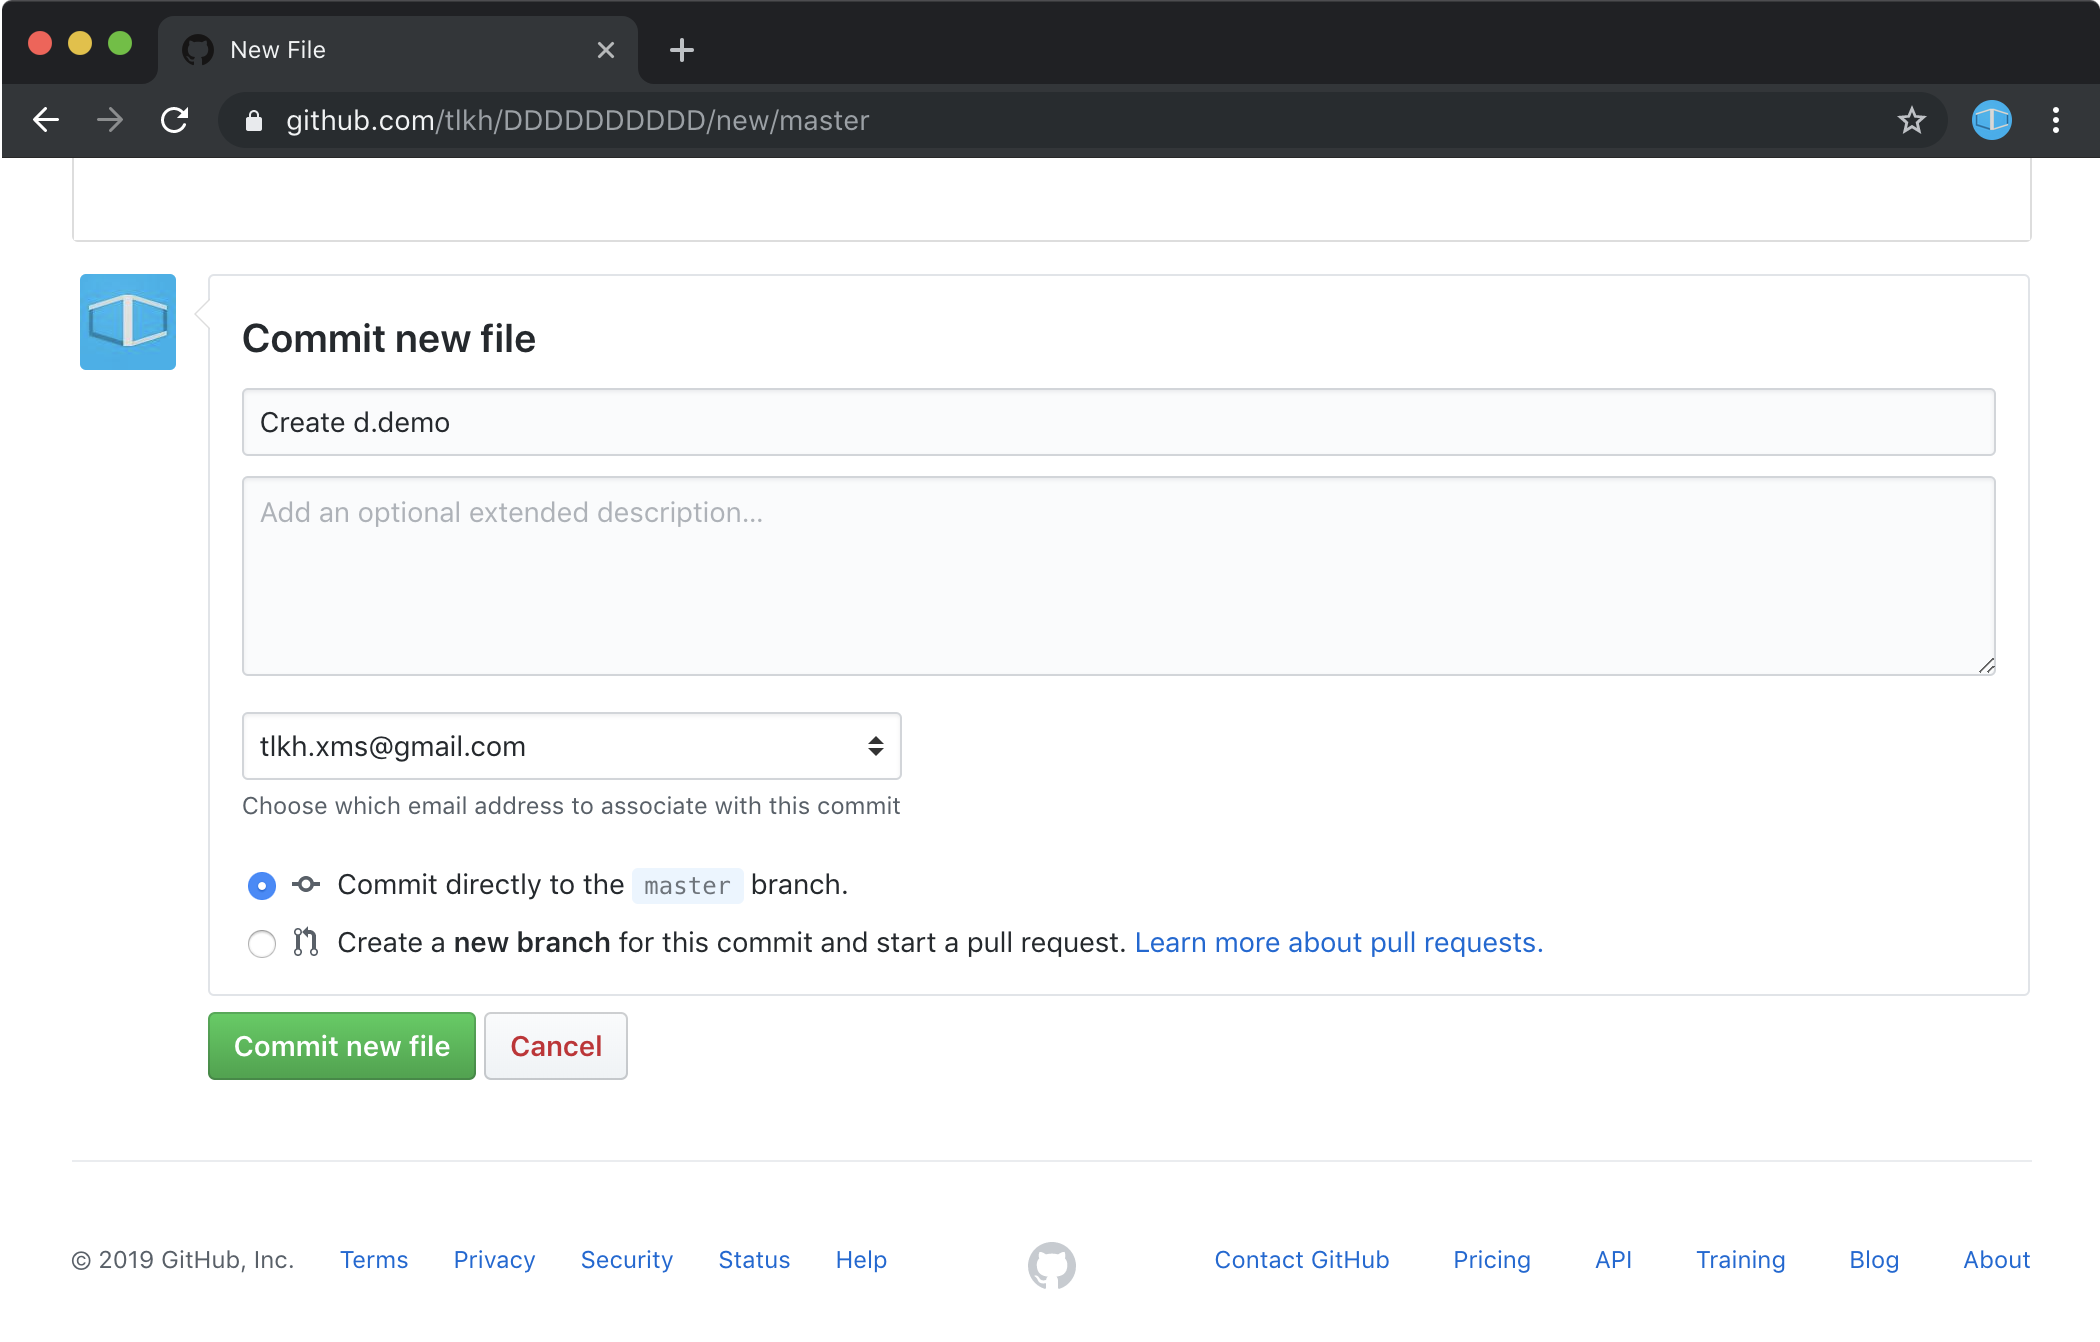 New File
github.com/tlkh/DDDDDDDDDD/new/master
Commit new file
Create d.demo
Add an optional extended description...
tlkh.xms@gmail.com
Choose which email address to associate with this commit
Commit directly to the master branch.
Create a new branch for this commit and start a pull request. Learn more about pull requests.
Commit new file Cancel
© 2019 GitHub, Inc. Terms Privacy Security Status Help Contact GitHub Pricing API Training Blog About